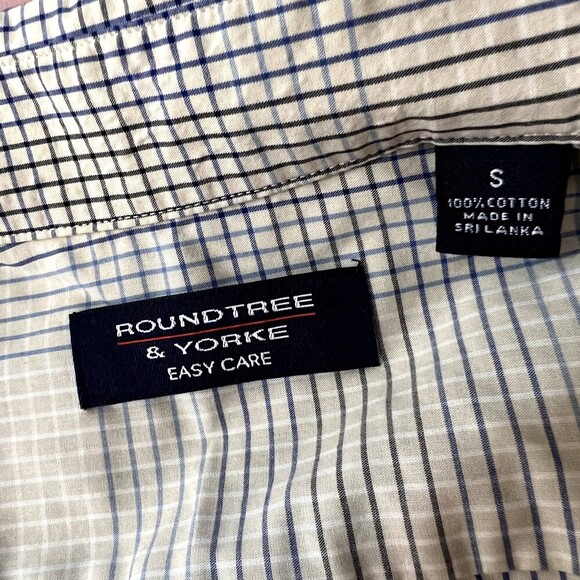 S
100% COTTON
MADE IN
SRI LANKA
ROUNDTREE
& YORKE
EASY CARE